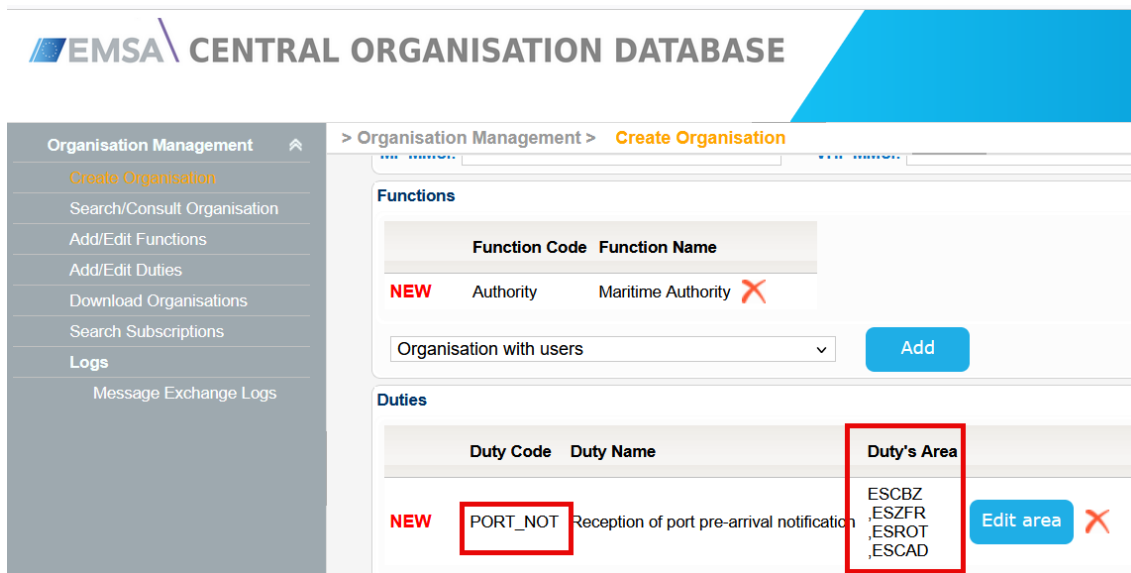 EMSA CENTRAL ORGANISATION DATABASE
Organisation Management
Create Organisation
Search/Consult Organisation
Add/Edit Functions
Add/Edit Duties
Download Organisations
Search Subscriptions
Logs
Message Exchange Logs
> Organisation Management > Create Organisation
Functions
Function Code Function Name
NEW Authority Maritime Authority
Organisation with users Add
Duties
Duty Code Duty Name Duty's Area
NEW PORT_NOT Reception of port pre-arrival notification
ESCBZ
,ESZFR
,ESROT
,ESCAD
Edit area